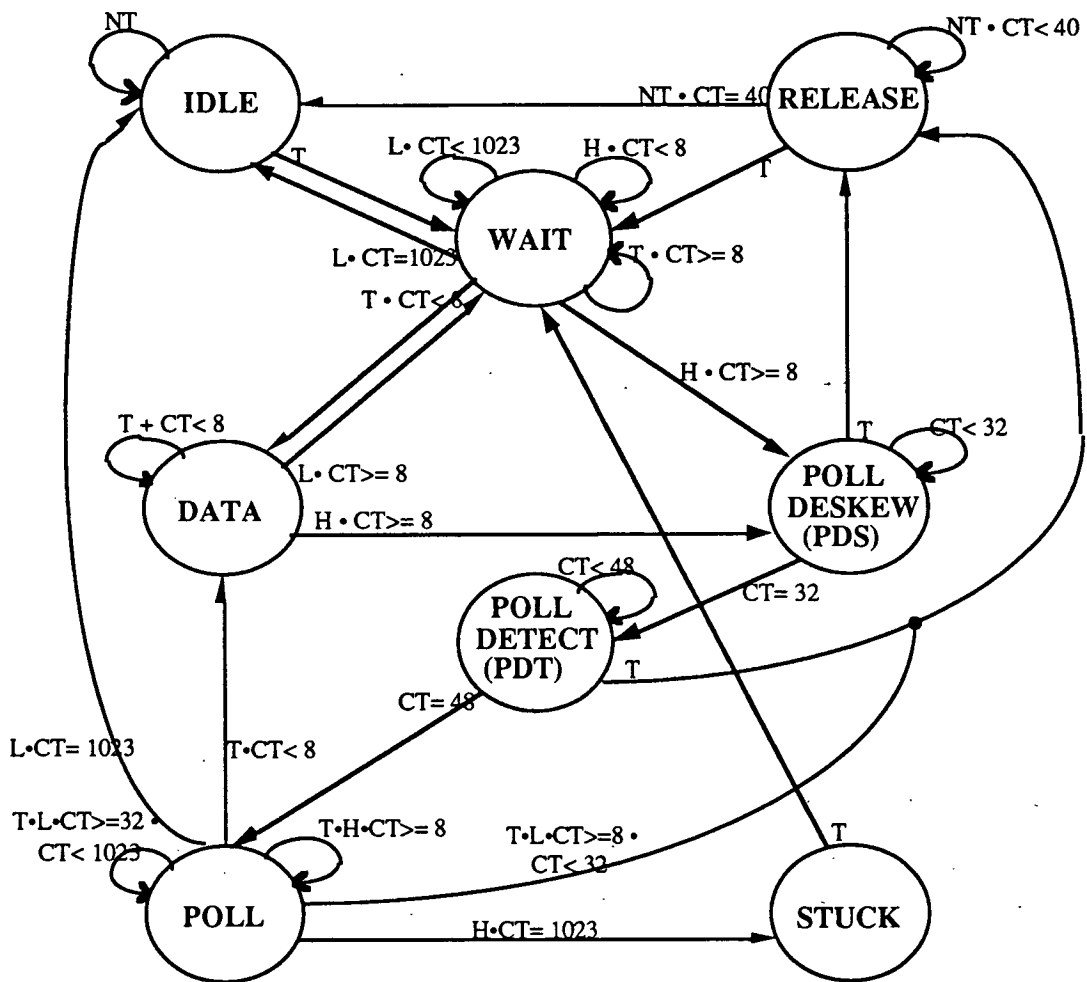 NT
NT • CT< 40
IDLE
NT • CT= 40
RELEASE
T
L• CT< 1023
H • CT< 8
T
WAIT
T • CT>= 8
L• CT=1023
T • CT< 8
H • CT>= 8
T + CT< 8
T
CT< 32
L• CT>= 8
POLL
DESKEW
(PDS)
DATA
H • CT>= 8
CT< 48
CT= 32
POLL
DETECT
(PDT)
T
CT= 48
L•CT= 1023
T•CT< 8
T•L•CT>=32 •
CT< 1023
T•H•CT>= 8
T•L•CT>=8 •
CT< 32
T
POLL
STUCK
H•CT= 1023